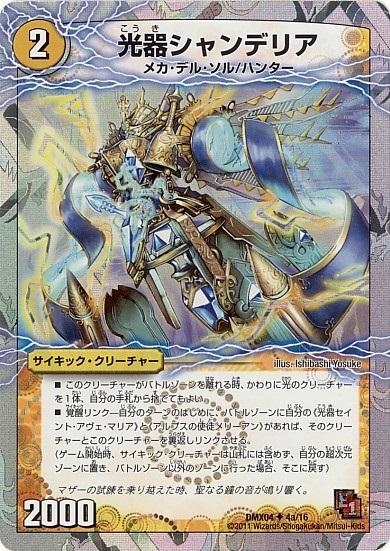 2
こうき
光器シャンデリア
メカ・デル・ソル/ハンター
サイキック・クリーチャー
illus. Ishibashi Yosuke
■ このクリーチャーがバトルゾーンを離れる時、かわりに光のクリーチャー
を1体、自分の手札から捨ててもよい。
■ 覚醒リンク―自分のターンのはじめに、バトルゾーンに自分の《光器セ
イント・アヴェ・マリア》と《アルプスの使徒メリーアン》があれば、そのクリ
ーチャーとこのクリーチャーを裏返しリンクさせる。
(ゲーム開始時、サイキック・クリーチャーは山札には含めず、自分の超次元
ゾーンに置き、バトルゾーン以外のゾーンに行った場合、そこに戻す)
マザーの試練を乗り越えた時、聖なる鐘の音が鳴り響く。
2000
DMX04 ◆ 4a/16
©2011 Wizards/Shogakukan/Mitsui-Kids